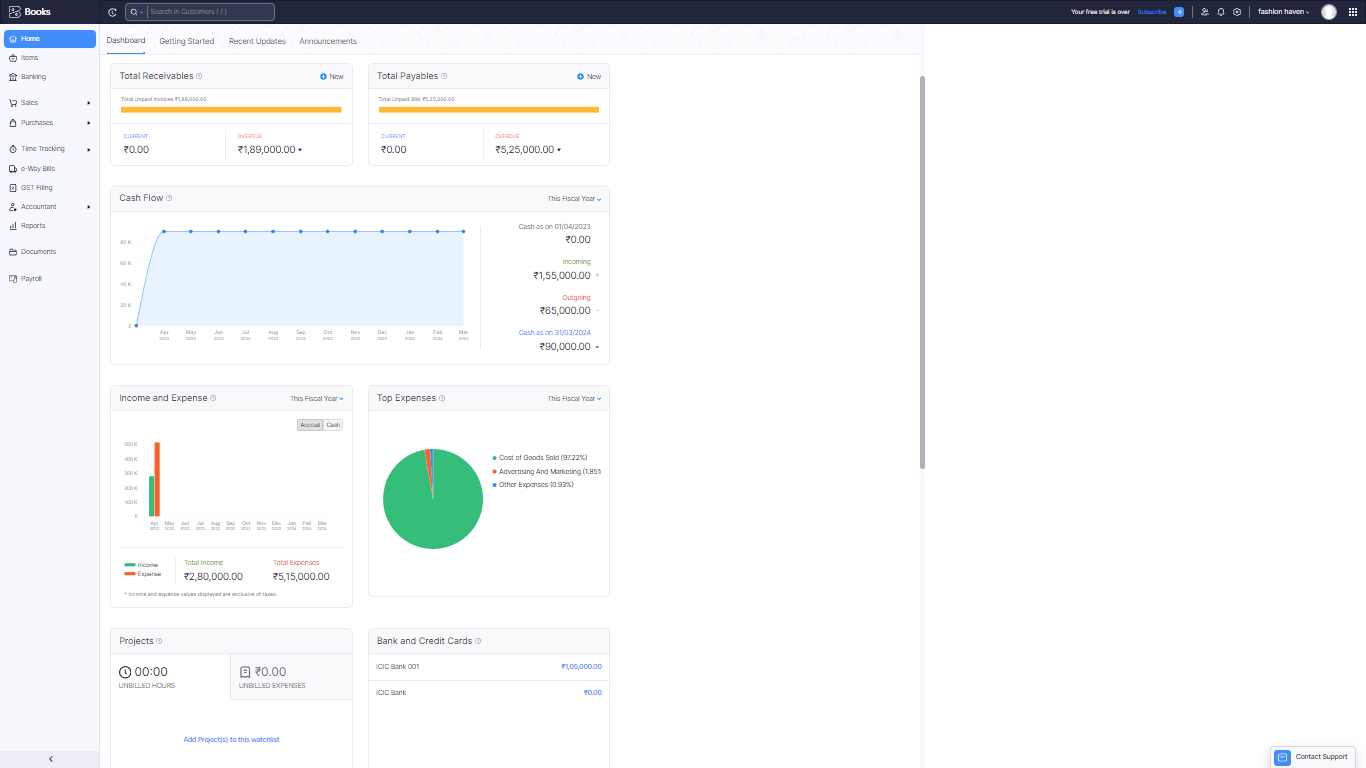 Books
Search in Customers ( / )
Your free trial is over
Subscribe
fashion haven
Home
Items
Banking
Sales
Purchases
Time Tracking
e-Way Bills
GST Filing
Accountant
Reports
Documents
Payroll
Dashboard
Getting Started
Recent Updates
Announcements
Total Receivables
New
Total Unpaid Invoices ₹1,89,000.00
CURRENT
₹0.00
OVERDUE
₹1,89,000.00
Total Payables
New
Total Unpaid Bills ₹5,25,000.00
CURRENT
₹0.00
OVERDUE
₹5,25,000.00
Cash Flow
This Fiscal Year
80 K
60 K
40 K
20 K
0
Apr May Jun Jul Aug Sep Oct Nov Dec Jan Feb Mar
2023 2023 2023 2023 2023 2023 2023 2023 2023 2024 2024 2024
Cash as on 01/04/2023
₹0.00
Incoming
₹1,55,000.00 +
Outgoing
₹65,000.00 -
Cash as on 31/03/2024
₹90,000.00 =
Income and Expense
This Fiscal Year
Accrual Cash
500 K
400 K
300 K
200 K
100 K
0
Apr May Jun Jul Aug Sep Oct Nov Dec Jan Feb Mar
2023 2023 2023 2023 2023 2023 2023 2023 2023 2024 2024 2024
Income
Expense
Total Income
₹2,80,000.00
Total Expenses
₹5,15,000.00
* Income and expense values displayed are exclusive of taxes.
Top Expenses
This Fiscal Year
Cost of Goods Sold (97.22%)
Advertising And Marketing (1.85%
Other Expenses (0.93%)
Projects
00:00
UNBILLED HOURS
₹0.00
UNBILLED EXPENSES
Add Project(s) to this watchlist
Bank and Credit Cards
ICIC Bank 001
₹1,05,000.00
ICIC Bank
₹0.00
Contact Support